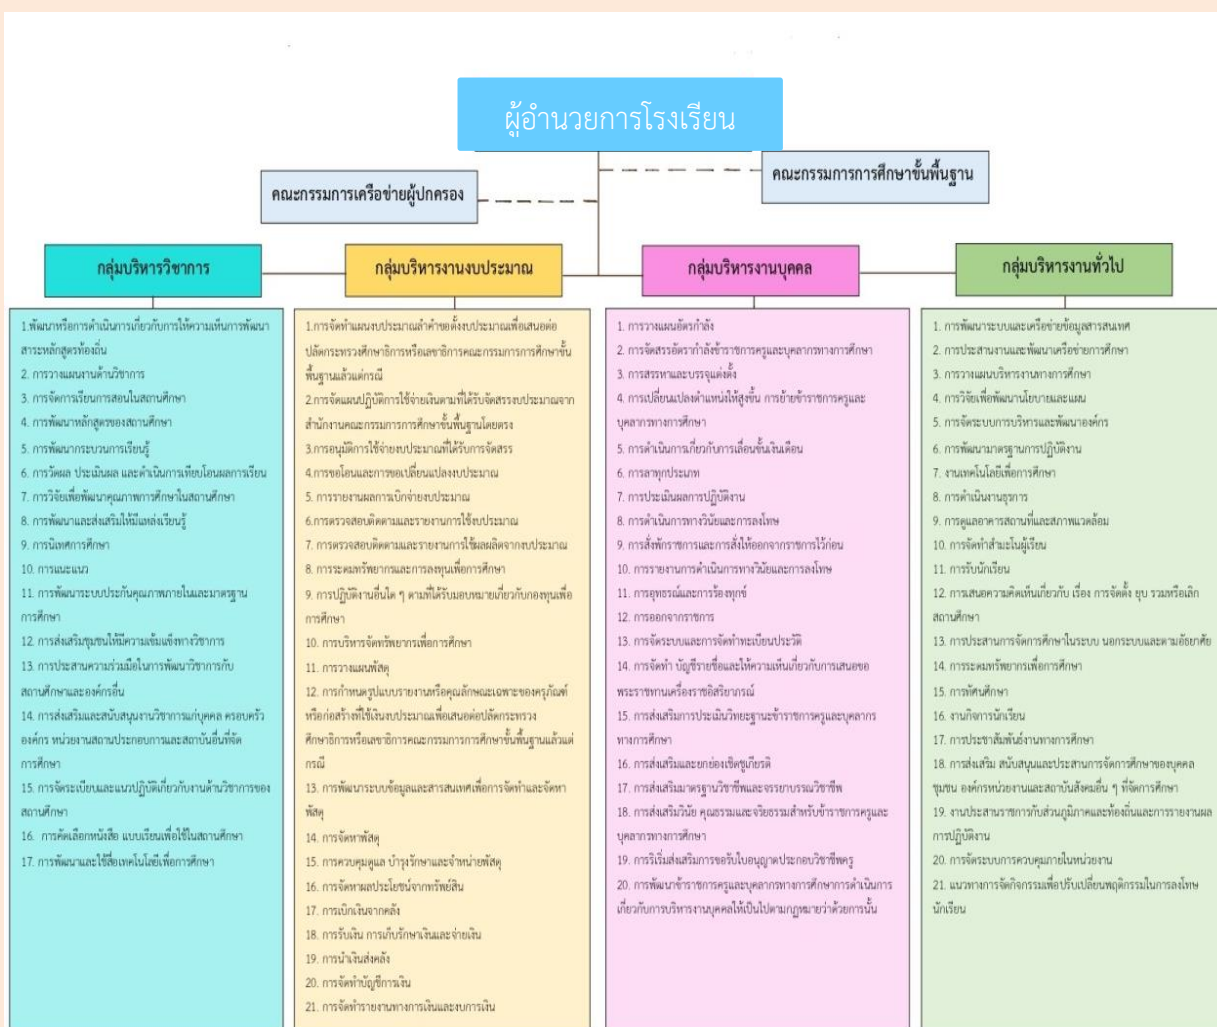 ผู้อำนวยการโรงเรียน
คณะกรรมการการศึกษาขั้นพื้นฐาน
คณะกรรมการเครือข่ายผู้ปกครอง
กลุ่มบริหารวิชาการ
1.พัฒนาหรือการดำเนินการเกี่ยวกับการให้ความเห็นการพัฒนา
สาระหลักสูตรท้องถิ่น
2. การวางแผนงานด้านวิชาการ
3. การจัดการเรียนการสอนในสถานศึกษา
4. การพัฒนาหลักสูตรของสถานศึกษา
5. การพัฒนากระบวนการเรียนรู้
6. การวัดผล ประเมินผล และดำเนินการเทียบโอนผลการเรียน
7. การวิจัยเพื่อพัฒนาคุณภาพการศึกษาในสถานศึกษา
8. การพัฒนาและส่งเสริมให้มีแหล่งเรียนรู้
9. การนิเทศการศึกษา
10. การแนะแนว
11. การพัฒนาระบบประกันคุณภาพภายในและมาตรฐาน
การศึกษา
12. การส่งเสริมชุมชนให้มีความเข้มแข็งทางวิชาการ
13. การประสานความร่วมมือในการพัฒนาวิชาการกับ
สถานศึกษาและองค์กรอื่น
14. การส่งเสริมและสนับสนุนงานวิชาการแก่บุคคล ครอบครัว
องค์กร หน่วยงานสถานประกอบการและสถาบันอื่นที่จัด
การศึกษา
15. การจัดระเบียบและแนวปฏิบัติเกี่ยวกับงานด้านวิชาการของ
สถานศึกษา
16. การคัดเลือกหนังสือ แบบเรียนเพื่อใช้ในสถานศึกษา
17. การพัฒนาและใช้สื่อเทคโนโลยีเพื่อการศึกษา
กลุ่มบริหารงานงบประมาณ
1.การจัดทำแผนงบประมาณลำคำขอตั้งงบประมาณเพื่อเสนอต่อ
ปลัดกระทรวงศึกษาธิการหรือเลขาธิการคณะกรรมการการศึกษาขั้น
พื้นฐานแล้วแต่กรณี
2.การจัดแผนปฏิบัติการใช้จ่ายเงินตามที่ได้รับจัดสรรงบประมาณจาก
สำนักงานคณะกรรมการการศึกษาขั้นพื้นฐานโดยตรง
3.การอนุมัติการใช้จ่ายงบประมาณที่ได้รับการจัดสรร
4.การขอโอนและการขอเปลี่ยนแปลงงบประมาณ
5. การรายงานผลการเบิกจ่ายงบประมาณ
6.การตรวจสอบติดตามและรายงานการใช้งบประมาณ
7. การตรวจสอบติดตามและรายงานการใช้ผลผลิตจากงบประมาณ
8. การระดมทรัพยากรและการลงทุนเพื่อการศึกษา
9. การปฏิบัติงานอื่นใด ๆ ตามที่ได้รับมอบหมายเกี่ยวกับกองทุนเพื่อ
การศึกษา
10. การบริหารจัดทรัพยากรเพื่อการศึกษา
11. การวางแผนพัสดุ
12. การกำหนดรูปแบบรายงานหรือคุณลักษณะเฉพาะของครุภัณฑ์
หรือก่อสร้างที่ใช้เงินงบประมาณเพื่อเสนอต่อปลัดกระทรวง
ศึกษาธิการหรือเลขาธิการคณะกรรมการการศึกษาขั้นพื้นฐานแล้วแต่
กรณี
13. การพัฒนาระบบข้อมูลและสารสนเทศเพื่อการจัดทำและจัดหา
พัสดุ
14. การจัดหาพัสดุ
15. การควบคุมดูแล บำรุงรักษาและจำหน่ายพัสดุ
16. การจัดหาผลประโยชน์จากทรัพย์สิน
17. การเบิกเงินจากคลัง
18. การรับเงิน การเก็บรักษาเงินและจ่ายเงิน
19. การนำเงินส่งคลัง
20. การจัดทำบัญชีการเงิน
21. การจัดทำรายงานทางการเงินและงบการเงิน
กลุ่มบริหารงานบุคคล
1. การวางแผนอัตรกำลัง
2. การจัดสรรอัตรากำลังข้าราชการครูและบุคลากรทางการศึกษา
3. การสรรหาและบรรจุแต่งตั้ง
4. การเปลี่ยนแปลงตำแหน่งให้สูงขึ้น การย้ายข้าราชการครูและ
บุคลากรทางการศึกษา
5. การดำเนินการเกี่ยวกับการเลื่อนขั้นเงินเดือน
6. การลาทุกประเภท
7. การประเมินผลการปฏิบัติงาน
8. การดำเนินการทางวินัยและการลงโทษ
9. การสั่งพักราชการและการสั่งให้ออกจากราชการไว้ก่อน
10. การรายงานการดำเนินการทางวินัยและการลงโทษ
11. การอุทธรณ์และการร้องทุกข์
12. การออกจากราชการ
13. การจัดระบบและการจัดทำทะเบียนประวัติ
14. การจัดทำ บัญชีรายชื่อและให้ความเห็นเกี่ยวกับการเสนอขอ
พระราชทานเครื่องราชอิสริยาภรณ์
15. การส่งเสริมการประเมินวิทยะฐานะข้าราชการครูและบุคลากร
ทางการศึกษา
16. การส่งเสริมและยกย่องเชิดชูเกียรติ
17. การส่งเสริมมาตรฐานวิชาชีพและจรรยาบรรณวิชาชีพ
18. การส่งเสริมวินัย คุณธรรมและจริยธรรมสำหรับข้าราชการครูและ
บุคลากรทางการศึกษา
19. การริเริ่มส่งเสริมการขอรับใบอนุญาตประกอบวิชาชีพครู
20. การพัฒนาข้าราชการครูและบุคลากรทางการศึกษาการดำเนินการ
เกี่ยวกับการบริหารงานบุคคลให้เป็นไปตามกฎหมายว่าด้วยการนั้น
กลุ่มบริหารงานทั่วไป
1. การพัฒนาระบบและเครือข่ายข้อมูลสารสนเทศ
2. การประสานงานและพัฒนาเครือข่ายการศึกษา
3. การวางแผนบริหารงานทางการศึกษา
4. การวิจัยเพื่อพัฒนานโยบายและแผน
5. การจัดระบบการบริหารและพัฒนาองค์กร
6. การพัฒนามาตรฐานการปฏิบัติงาน
7. งานเทคโนโลยีเพื่อการศึกษา
8. การดำเนินงานธุรการ
9. การดูแลอาคารสถานที่และสภาพแวดล้อม
10. การจัดทำสำมะโนผู้เรียน
11. การรับนักเรียน
12. การเสนอความคิดเห็นเกี่ยวกับ เรื่อง การจัดตั้ง ยุบ รวมหรือเลิก
สถานศึกษา
13. การประสานการจัดการศึกษาในระบบ นอกระบบและตามอัธยาศัย
14. การระดมทรัพยากรเพื่อการศึกษา
15. การทัศนศึกษา
16. งานกิจการนักเรียน
17. การประชาสัมพันธ์งานทางการศึกษา
18. การส่งเสริม สนับสนุนและประสานการจัดการศึกษาของบุคคล
ชุมชน องค์กรหน่วยงานและสถาบันสังคมอื่น ๆ ที่จัดการศึกษา
19. งานประสานราชการกับส่วนภูมิภาคและท้องถิ่นและการรายงานผล
การปฏิบัติงาน
20. การจัดระบบการควบคุมภายในหน่วยงาน
21. แนวทางการจัดกิจกรรมเพื่อปรับเปลี่ยนพฤติกรรมในการลงโทษ
นักเรียน